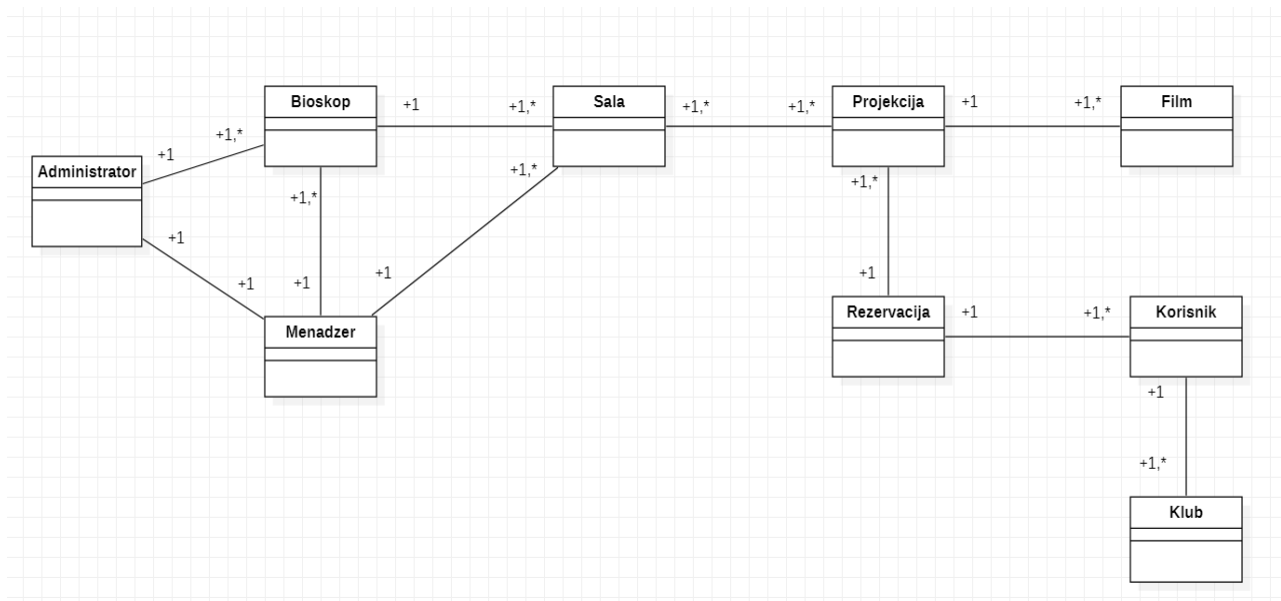 Bioskop
+1
+1,*
Sala
+1,*
+1,*
Projekcija
+1
+1,*
Film
+1,*
+1
Administrator
+1,*
+1,*
+1,*
+1
+1
+1
+1
+1
Menadzer
+1
Rezervacija
+1
+1,*
Korisnik
+1
+1,*
Klub